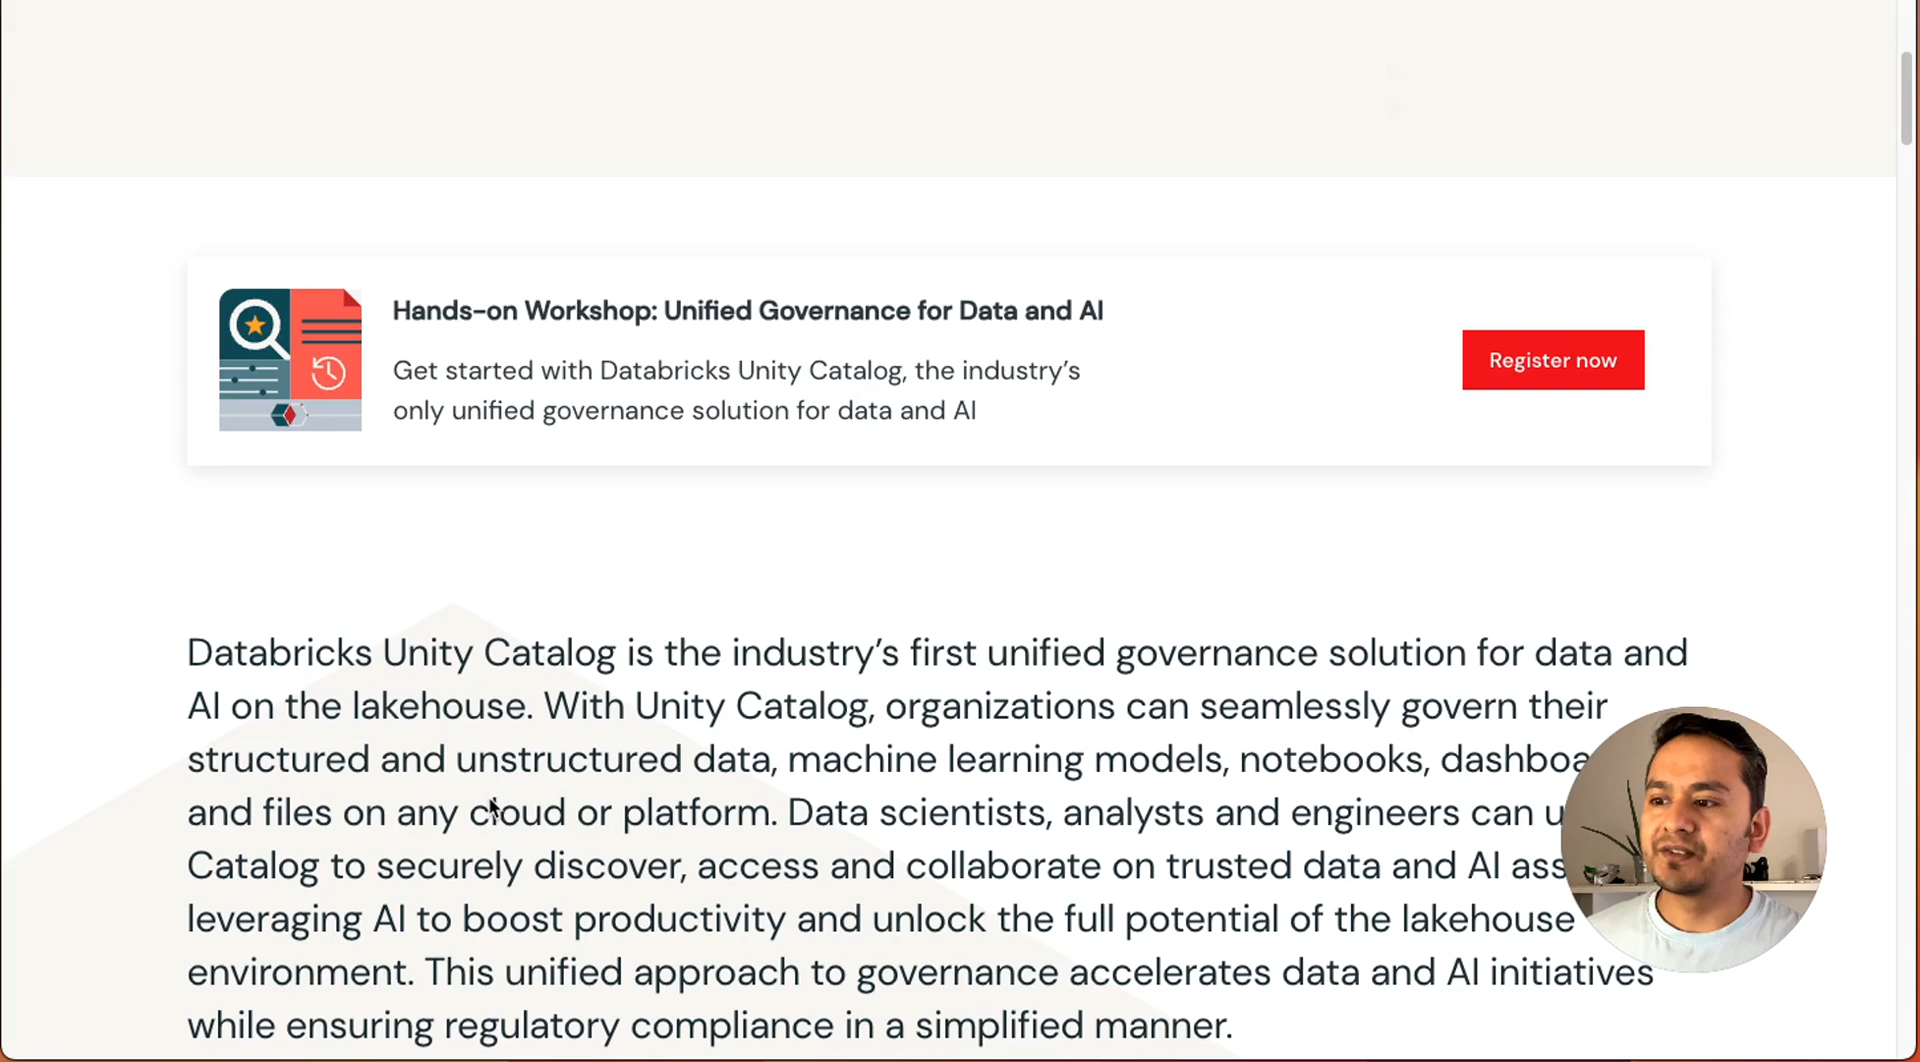 Hands-on Workshop: Unified Governance for Data and AI
Get started with Databricks Unity Catalog, the industry’s
only unified governance solution for data and AI
Register now
Databricks Unity Catalog is the industry’s first unified governance solution for data and
AI on the lakehouse. With Unity Catalog, organizations can seamlessly govern their
structured and unstructured data, machine learning models, notebooks,
and files on any cloud or platform. Data scientists, analysts and engineers can
Catalog to securely discover, access and collaborate on trusted data and AI
leveraging AI to boost productivity and unlock the full potential of the lakehouse
environment. This unified approach to governance accelerates data and AI initiatives
while ensuring regulatory compliance in a simplified manner.